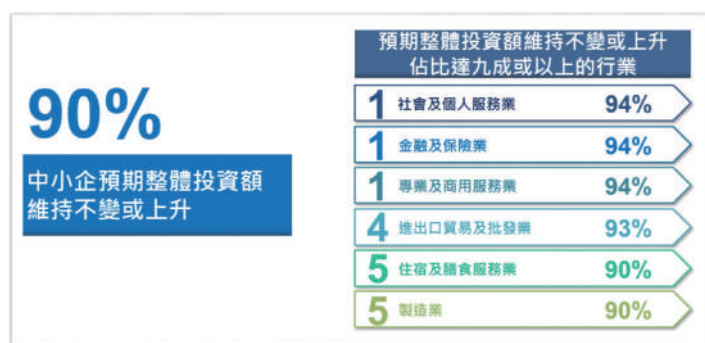 90%
中小企預期整體投資額
維持不變或上升
預期整體投資額維持不變或上升
佔比達九成或以上的行業
1 社會及個人服務業 94%
1 金融及保險業 94%
1 專業及商用服務業 94%
4 進出口貿易及批發業 93%
5 住宿及膳食服務業 90%
5 製造業 90%